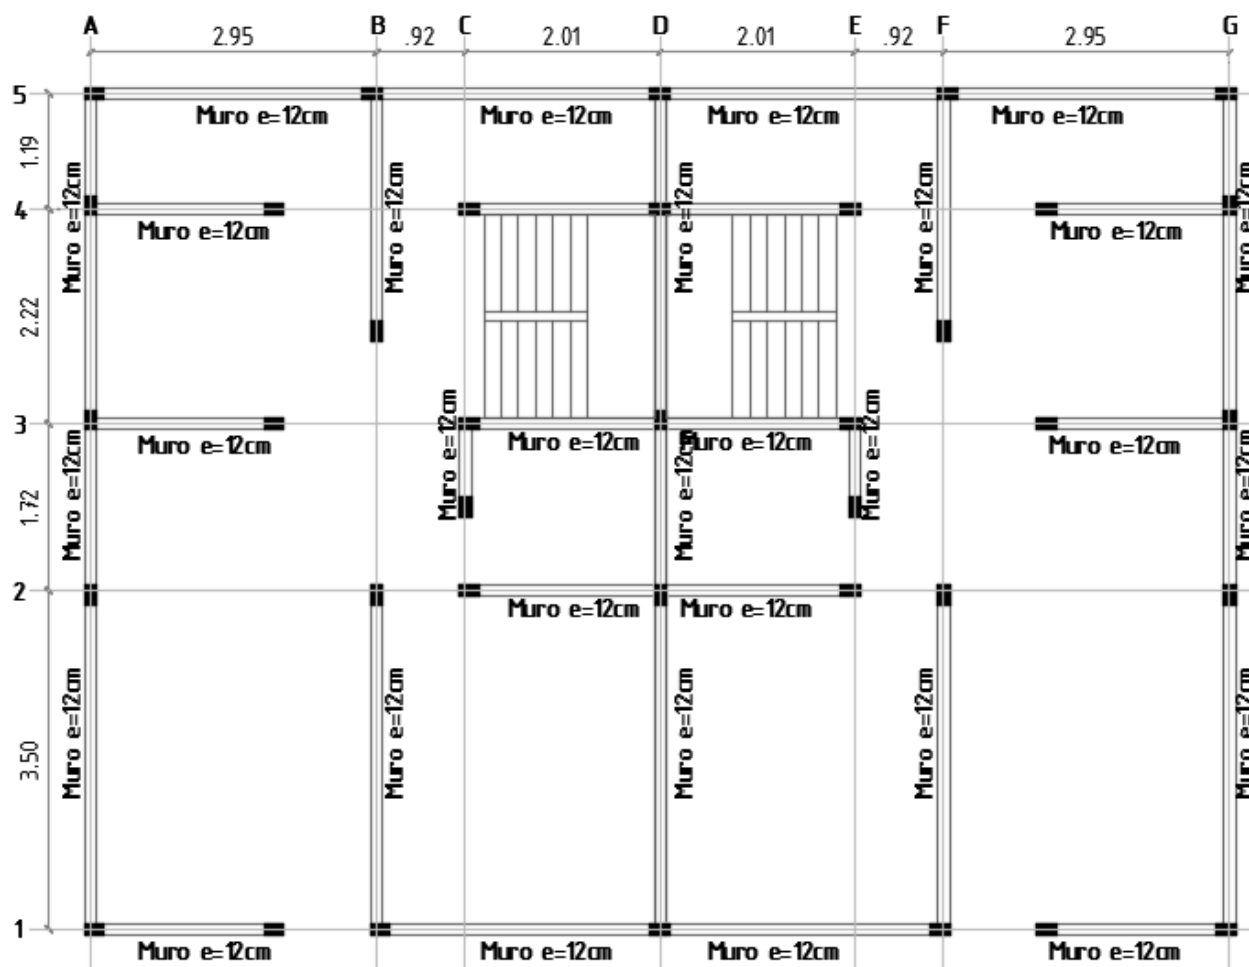 A B C D E F G
2.95 .92 2.01 2.01 .92 2.95
5
Muro e=12cm Muro e=12cm Muro e=12cm Muro e=12cm
1.19
Muro e=12cm Muro e=12cm Muro e=12cm Muro e=12cm
4
Muro e=12cm Muro e=12cm
2.22
3
Muro e=12cm Muro e=12cm Muro e=12cm Muro e=12cm
Muro e=12cm Muro e=12cm Muro e=12cm Muro e=12cm Muro e=12cm
1.72
2
Muro e=12cm Muro e=12cm
Muro e=12cm Muro e=12cm Muro e=12cm Muro e=12cm Muro e=12cm
3.50
1
Muro e=12cm Muro e=12cm Muro e=12cm Muro e=12cm